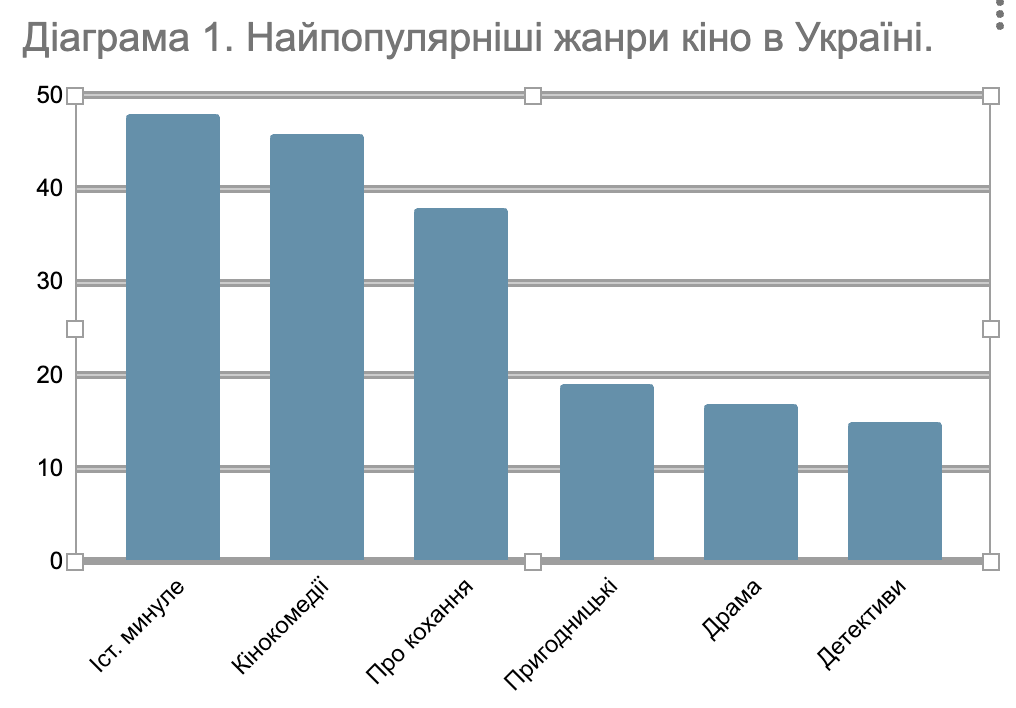 Діаграма 1. Найпопулярніші жанри кіно в Україні.
50
40
30
20
10
0
Іст. минуле
Кінокомедії
Про кохання
Пригодницькі
Драма
Детективи